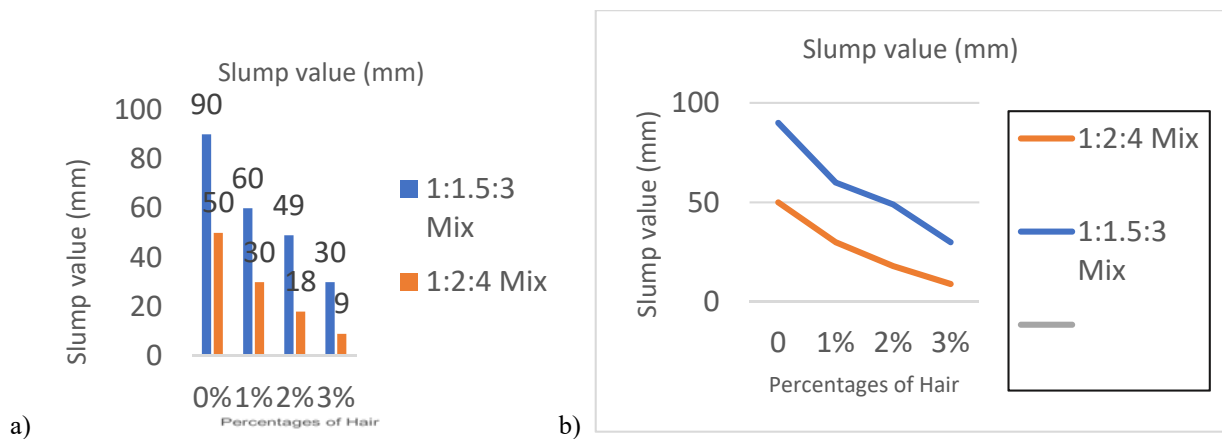 Slump value (mm)
Slump value (mm)
100
80
60
40
20
0
90
50
60
30
49
18
30
9
0% 1% 2% 3%
Percentages of Hair
1:1.5:3
Mix
1:2:4 Mix
a)
Slump value (mm)
Slump value (mm)
100
50
0
0 1% 2% 3%
Percentages of Hair
1:2:4 Mix
1:1.5:3
Mix
b)